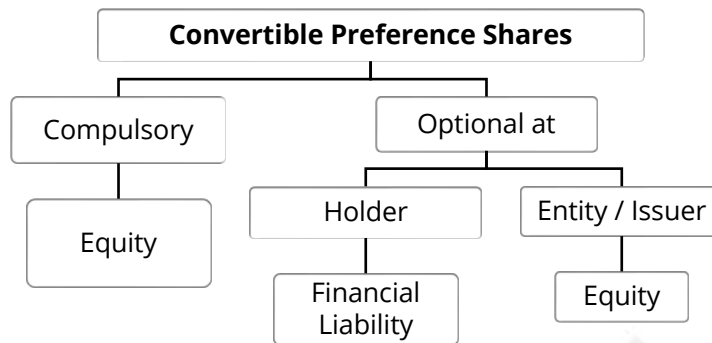 Convertible Preference Shares
Compulsory
Optional at
Equity
Holder
Entity / Issuer
Financial
Liability
Equity